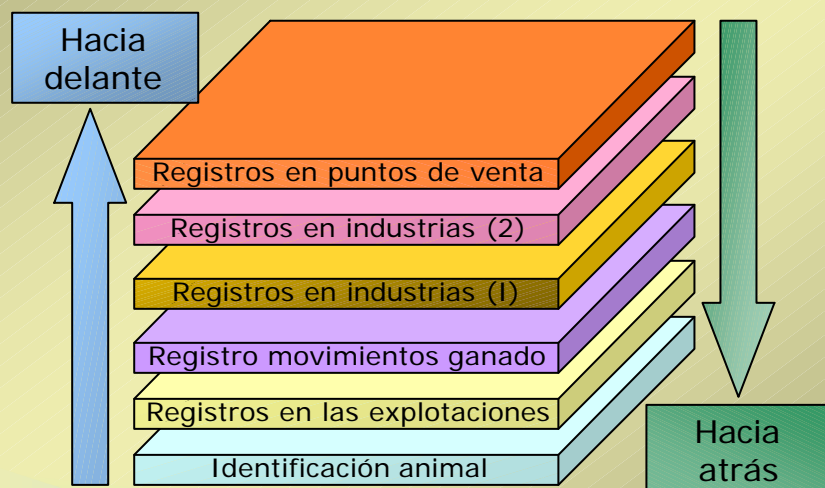 Hacia
delante
Registros en puntos de venta
Registros en industrias (2)
Registros en industrias (I)
Registro movimientos ganado
Registros en las explotaciones
Identificación animal
Hacia
atrás